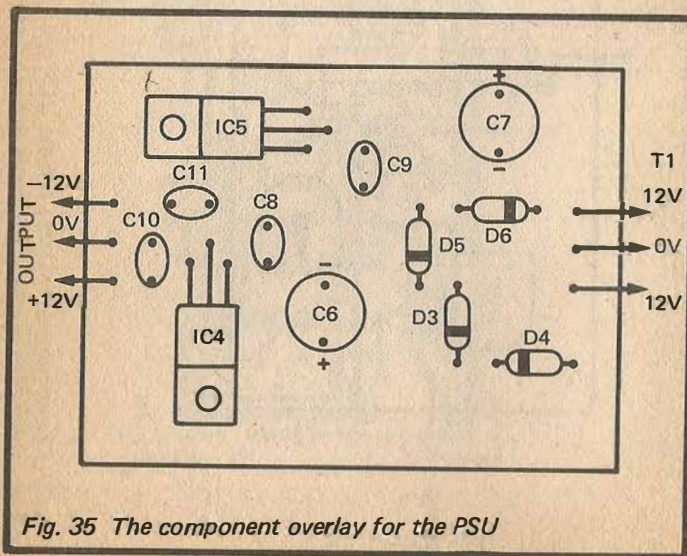 +
IC5
C7
−
C9
T1
C11
−12V
12V
OUTPUT
0V
C10
C8
D5
D6
0V
+12V
−
12V
C6
D3
IC4
D4
+
Fig. 35 The component overlay for the PSU